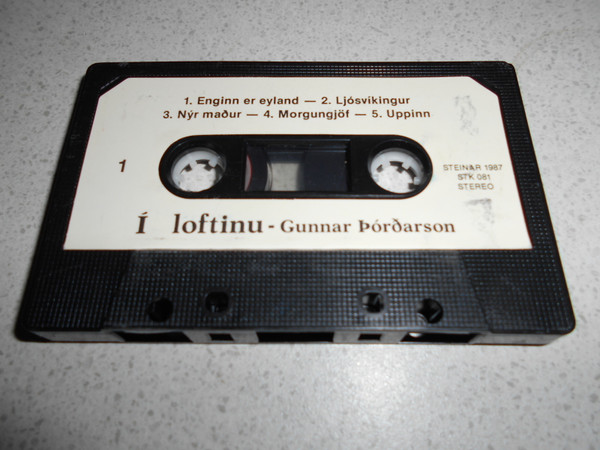 1. Enginn er eyland — 2. Ljósvíkingur
3. Nýr maður — 4. Morgungjöf — 5. Uppinn
1
STEINAR 1987
STK 081
STEREO
Í loftinu - Gunnar Þórðarson